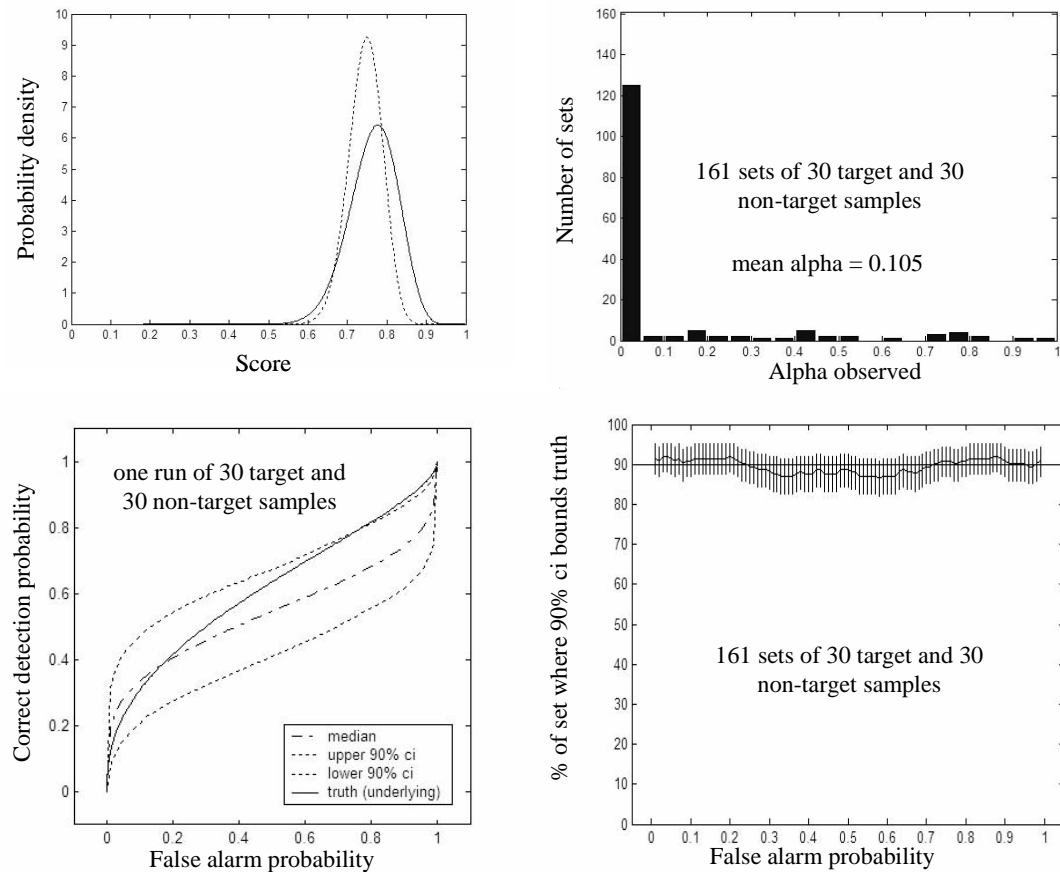 Probability density
10
9
8
7
6
5
4
3
2
1
0
0 0.1 0.2 0.3 0.4 0.5 0.6 0.7 0.8 0.9 1
Score
Number of sets
160
140
120
100
80
60
40
20
0
161 sets of 30 target and 30
non-target samples
mean alpha = 0.105
0 0.1 0.2 0.3 0.4 0.5 0.6 0.7 0.8 0.9 1
Alpha observed
Correct detection probability
1
0.8
0.6
0.4
0.2
0
one run of 30 target and
30 non-target samples
median
upper 90% ci
lower 90% ci
truth (underlying)
0 0.2 0.4 0.6 0.8 1
False alarm probability
% of set where 90% ci bounds truth
100
90
80
70
60
50
40
30
20
10
0
161 sets of 30 target and 30
non-target samples
0 0.1 0.2 0.3 0.4 0.5 0.6 0.7 0.8 0.9 1
False alarm probability